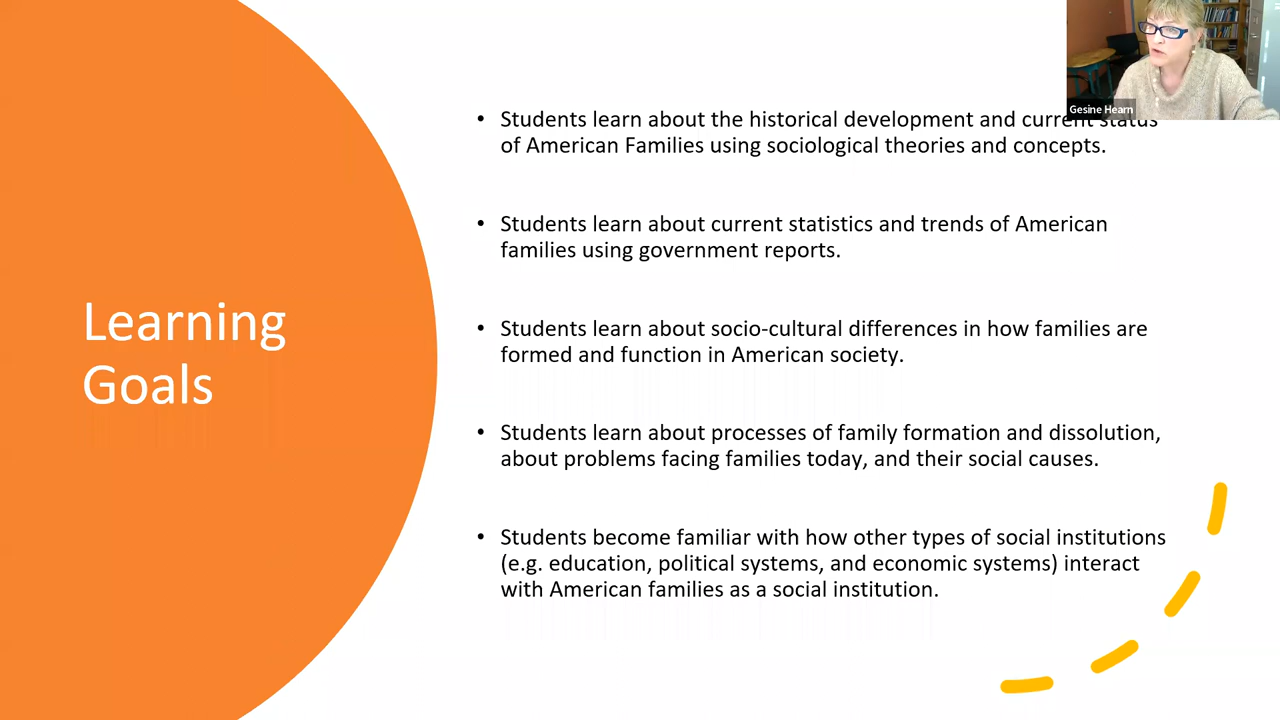 Gesine Hearn
Learning
Goals
• Students learn about the historical development and current status
of American Families using sociological theories and concepts.
• Students learn about current statistics and trends of American
families using government reports.
• Students learn about socio-cultural differences in how families are
formed and function in American society.
• Students learn about processes of family formation and dissolution,
about problems facing families today, and their social causes.
• Students become familiar with how other types of social institutions
(e.g. education, political systems, and economic systems) interact
with American families as a social institution.